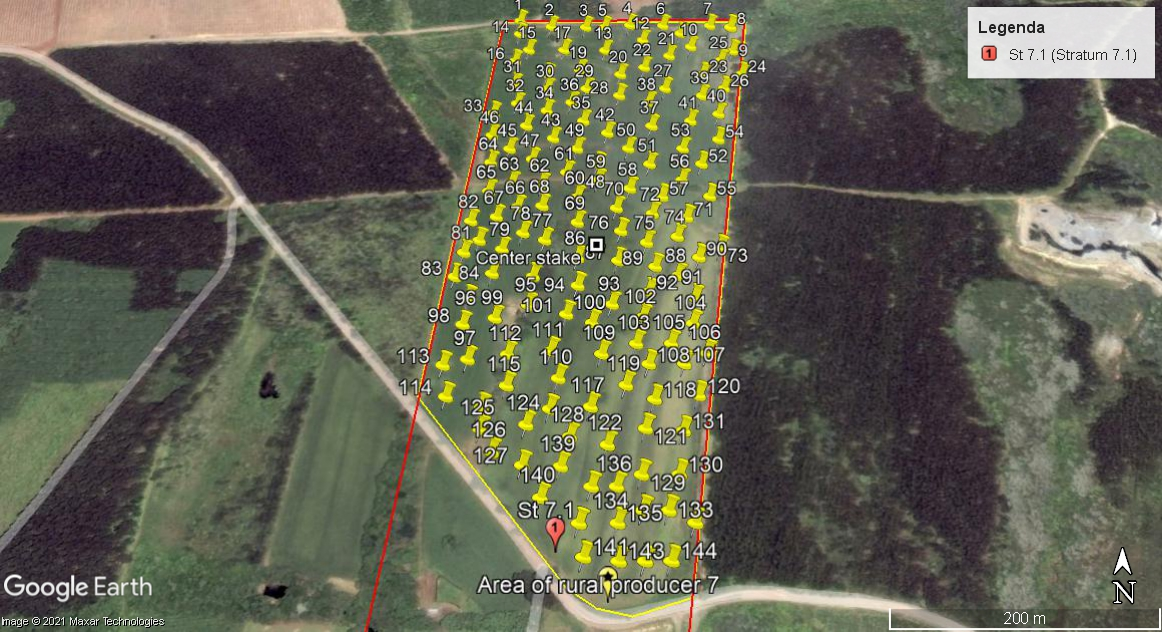 1 2 3 5 4 6 7 8
14 15 17 13 12 10 9
16 19 20 22 21 25
31 30 29 27 23 24
32 34 36 28 38 39 26
33 44 35 37 41 40
46 45 43 49 42 50 53 54
64 47 61 59 51 56 52
65 63 62 60 48 58 57 55
82 67 66 68 69 70 72 71
81 79 78 77 76 75 74
86
Center stake 87 89 88 90 73
83 84 95 94 93 92 91
96 99 101 100 102 104
98 97 112 111 109 103 105 106
113 115 110 119 108 107
114 124 117 118 120
125 128 122 121 131
126 139
127 140 136 129 130
St 7.1 134 135 133
1
141 143 144
Area of rural producer 7
Legenda
1 St 7.1 (Stratum 7.1)
Google Earth
Image © 2021 Maxar Technologies
N
200 m